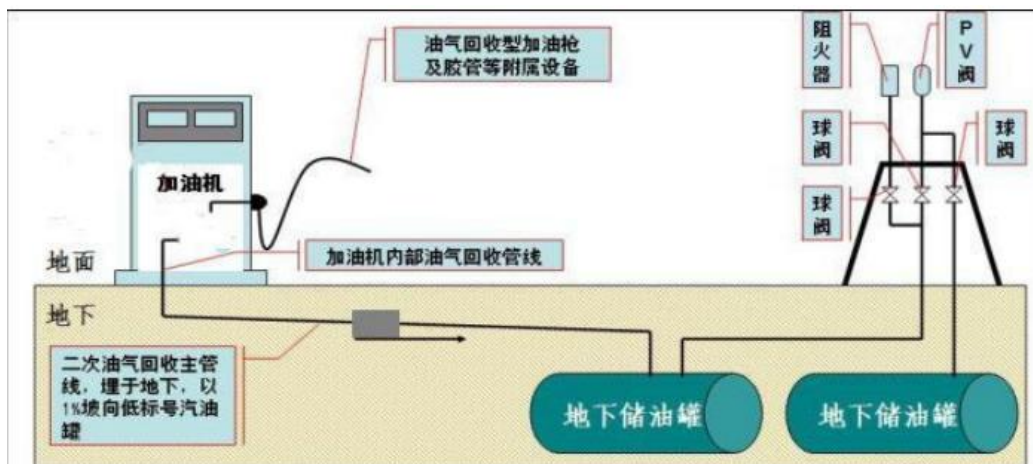 油气回收型加油枪
及胶管等附属设备
阻
火
器
P
V
阀
球
阀
球
阀
加油机
球
阀
地面
加油机内部油气回收管线
地下
二次油气回收主管
线，埋于地下，以
1%坡向低标号汽油
罐
地下储油罐
地下储油罐